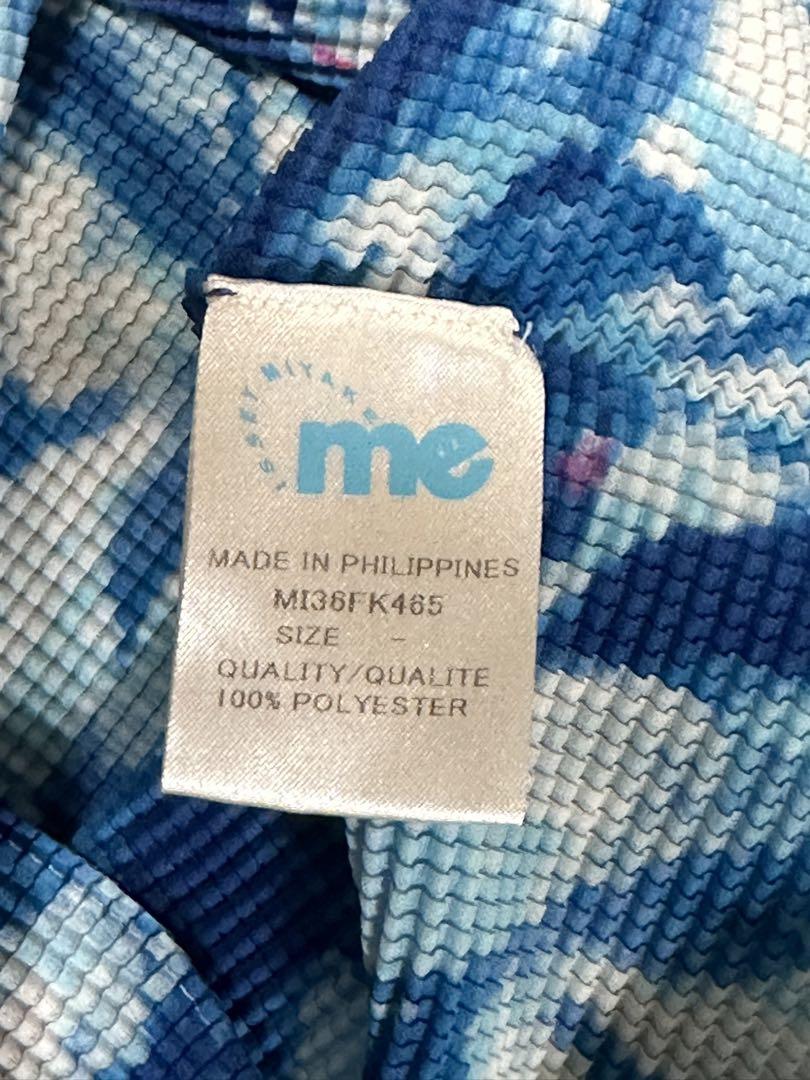 ISSEY MIYAKE
me
MADE IN PHILIPPINES
MI36FK465
SIZE -
QUALITY/QUALITE
100% POLYESTER